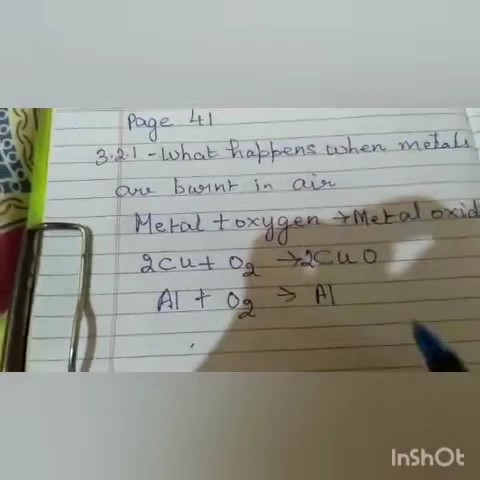 Page 41
3.2.1 - What happens when metals
are burnt in air
Metal + oxygen → Metal oxid
2Cu + O2 → 2CuO
Al + O2 → Al
InShOt